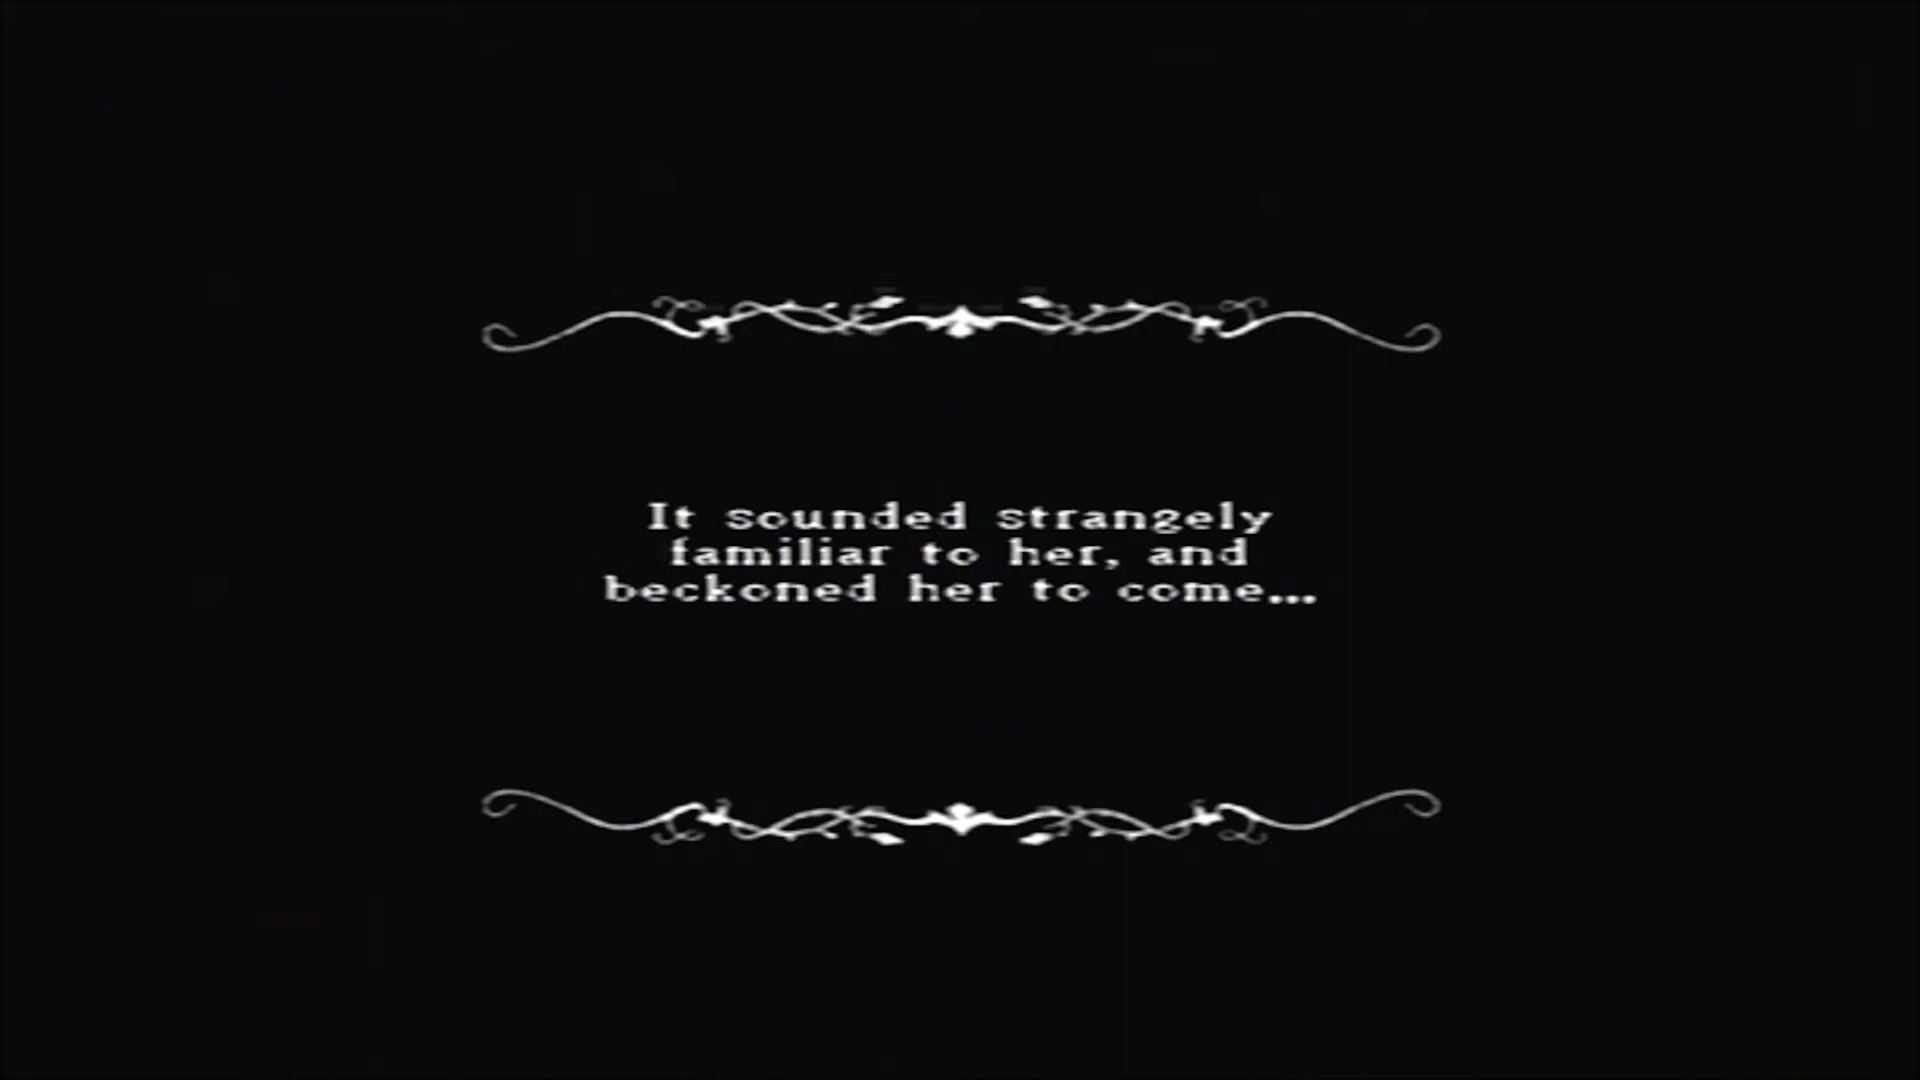 It sounded strangely
familiar to her, and
beckoned her to come...